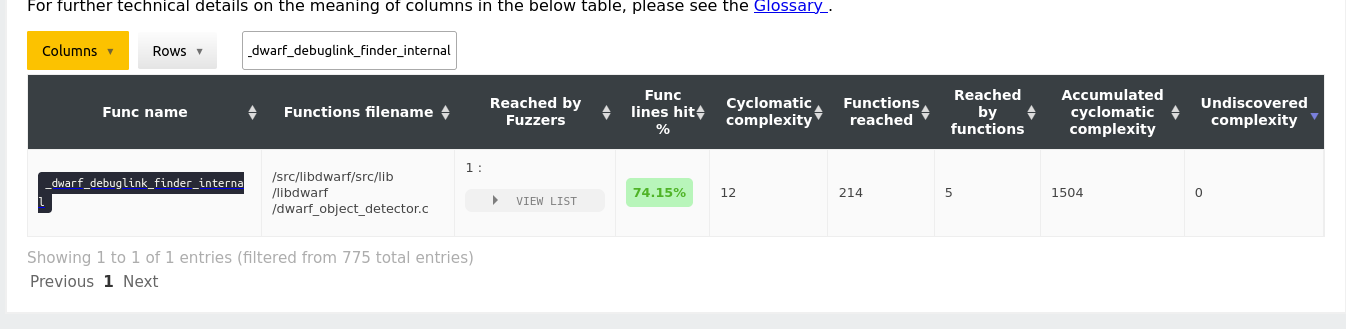 For further technical details on the meaning of columns in the below table, please see the Glossary .
Columns ▼ Rows ▼ _dwarf_debuglink_finder_internal
Func name
Functions filename
Reached by
Fuzzers
Func
lines hit
%
Cyclomatic
complexity
Functions
reached
Reached
by
functions
Accumulated
cyclomatic
complexity
Undiscovered
complexity
_dwarf_debuglink_finder_interna
l
/src/libdwarf/src/lib
/libdwarf
/dwarf_object_detector.c
1 :
VIEW LIST
74.15%
12
214
5
1504
0
Showing 1 to 1 of 1 entries (filtered from 775 total entries)
Previous 1 Next